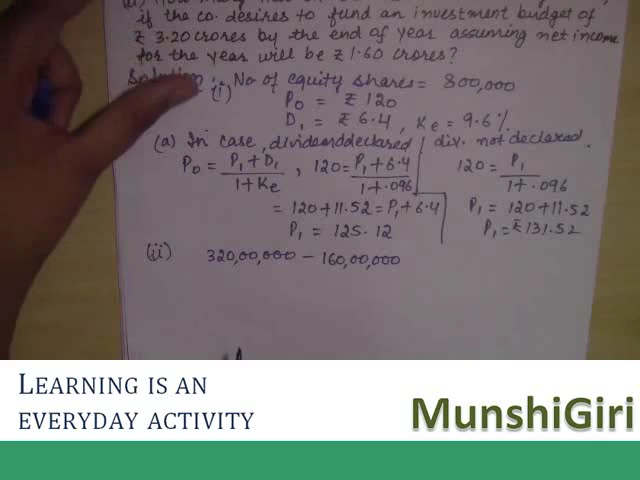 if the co. desires to fund an investment budget of
₹ 3.20 crores by the end of year assuming net income
for the year will be ₹ 1.60 crores?
Solution: No of equity shares = 800,000
(i) P0 = ₹ 120
D1 = ₹ 6.4, Ke = 9.6%
(a) In case, dividend declared | div. not declared
P0 = P1 + D1 / 1 + Ke , 120 = P1 + 6.4 / 1 + .096 | 120 = P1 / 1 + .096
= 120 + 11.52 = P1 + 6.4 | P1 = 120 + 11.52
P1 = 125.12 | P1 = ₹ 131.52
(ii) 320,00,000 - 160,00,000
LEARNING IS AN
EVERYDAY ACTIVITY
MunshiGiri